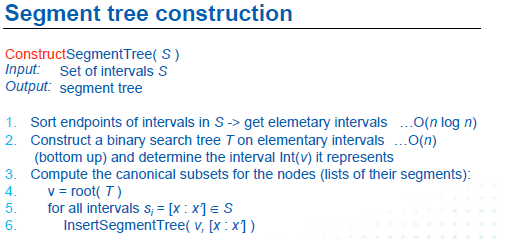 Segment tree construction
ConstructSegmentTree( S )
Input: Set of intervals S
Output: segment tree
1. Sort endpoints of intervals in S -> get elemetary intervals ...O(n log n)
2. Construct a binary search tree T on elementary intervals ...O(n)
(bottom up) and determine the interval Int(v) it represents
3. Compute the canonical subsets for the nodes (lists of their segments):
4. v = root( T )
5. for all intervals sᵢ = [x : x'] ∈ S
6. InsertSegmentTree( v, [x : x'] )